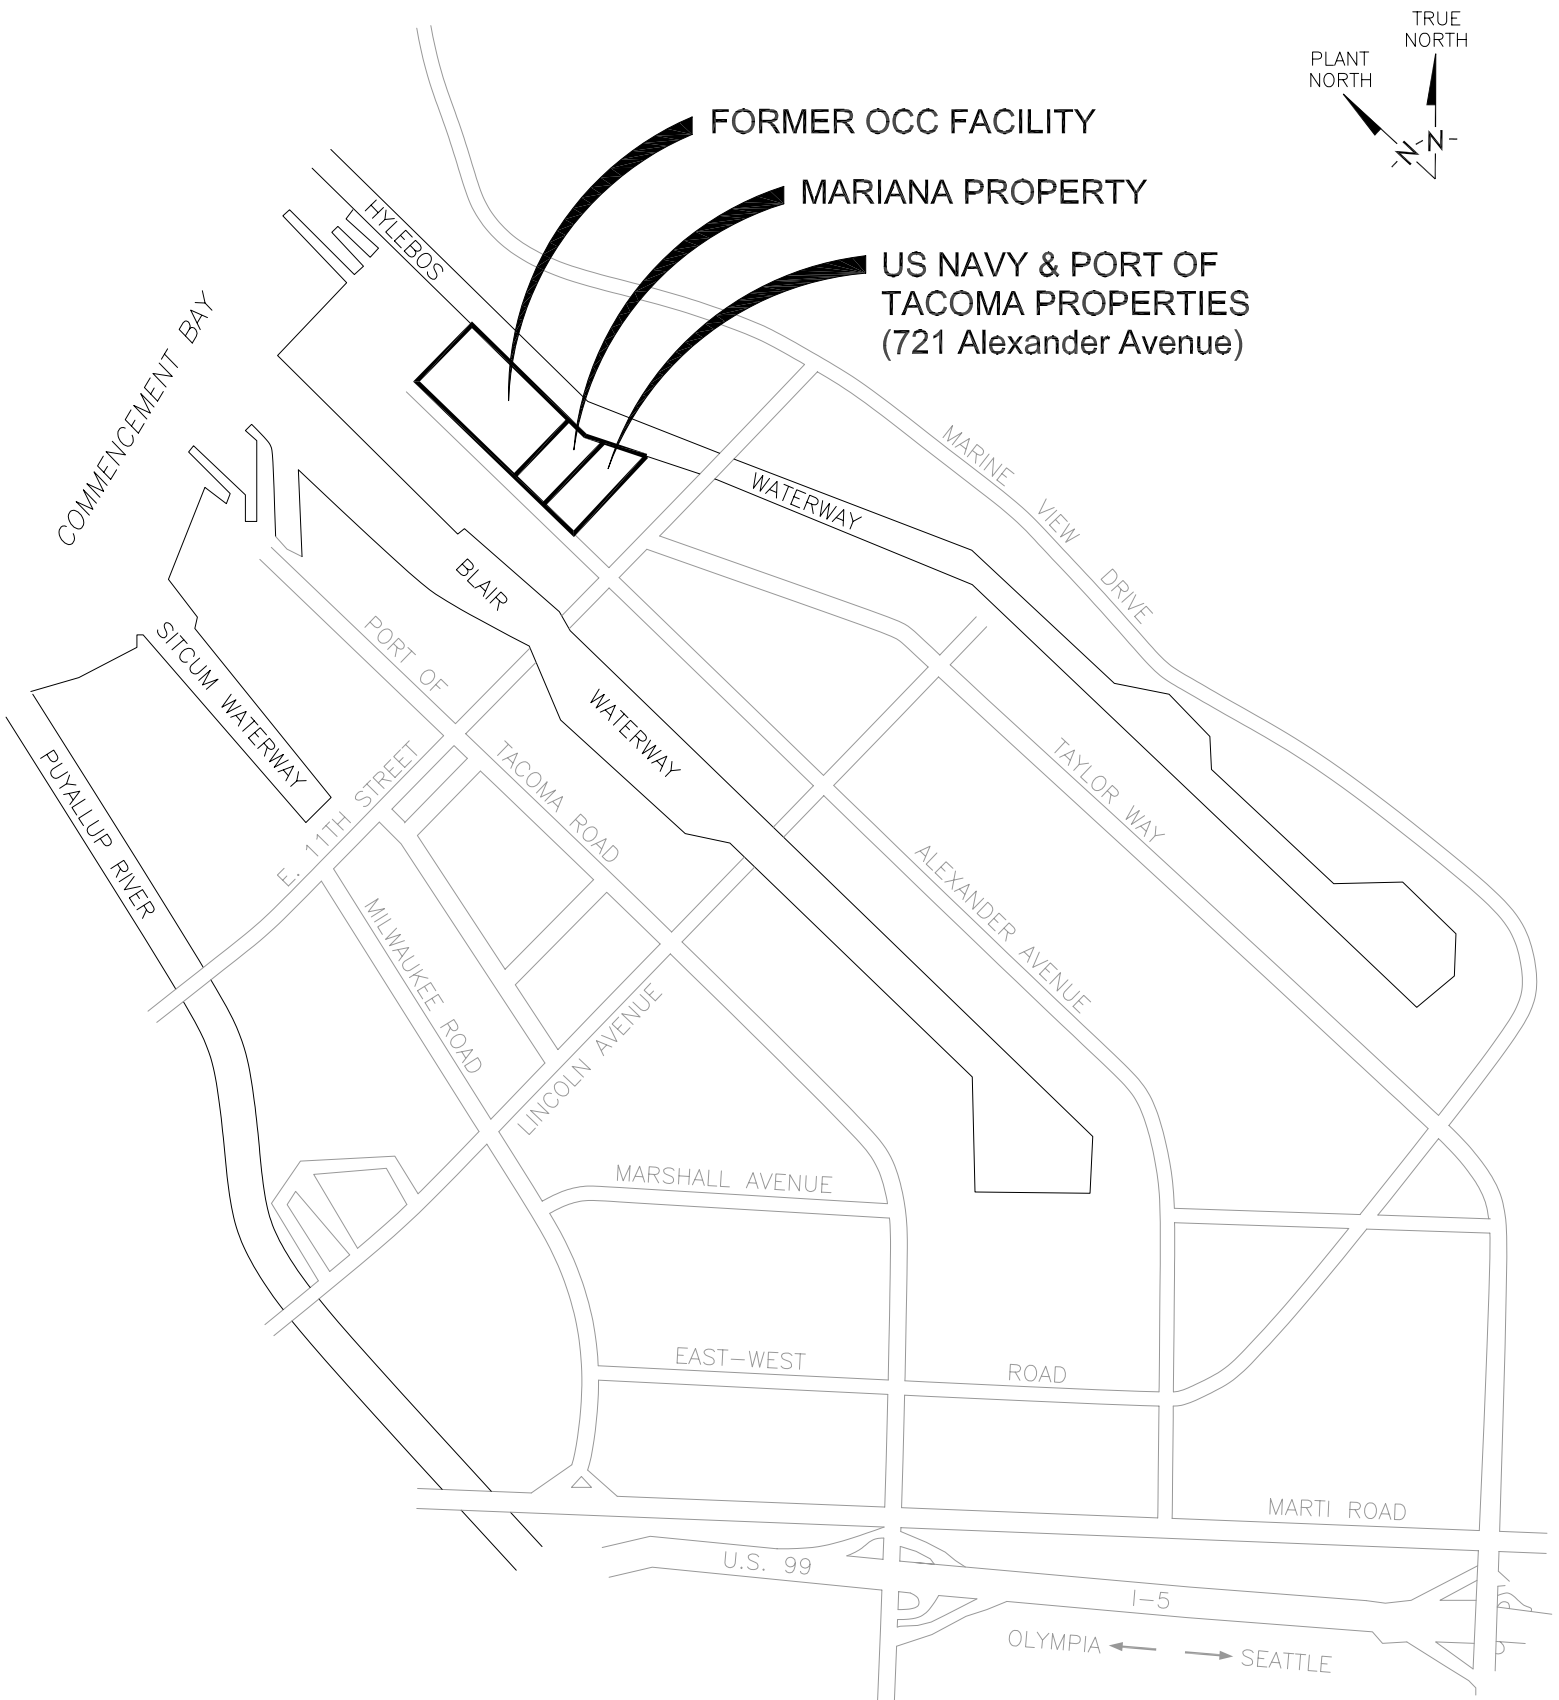 TRUE
NORTH
PLANT
NORTH
N
N
FORMER OCC FACILITY
MARIANA PROPERTY
US NAVY & PORT OF
TACOMA PROPERTIES
(721 Alexander Avenue)
HYLEBOS
WATERWAY
COMMENCEMENT BAY
MARINE VIEW DRIVE
BLAIR
WATERWAY
PORT OF
TACOMA ROAD
SITCUM WATERWAY
PUYALLUP RIVER
E. 11TH STREET
TAYLOR WAY
ALEXANDER AVENUE
MILWAUKEE ROAD
LINCOLN AVENUE
MARSHALL AVENUE
EAST-WEST ROAD
MARTI ROAD
U.S. 99
I-5
OLYMPIA
SEATTLE